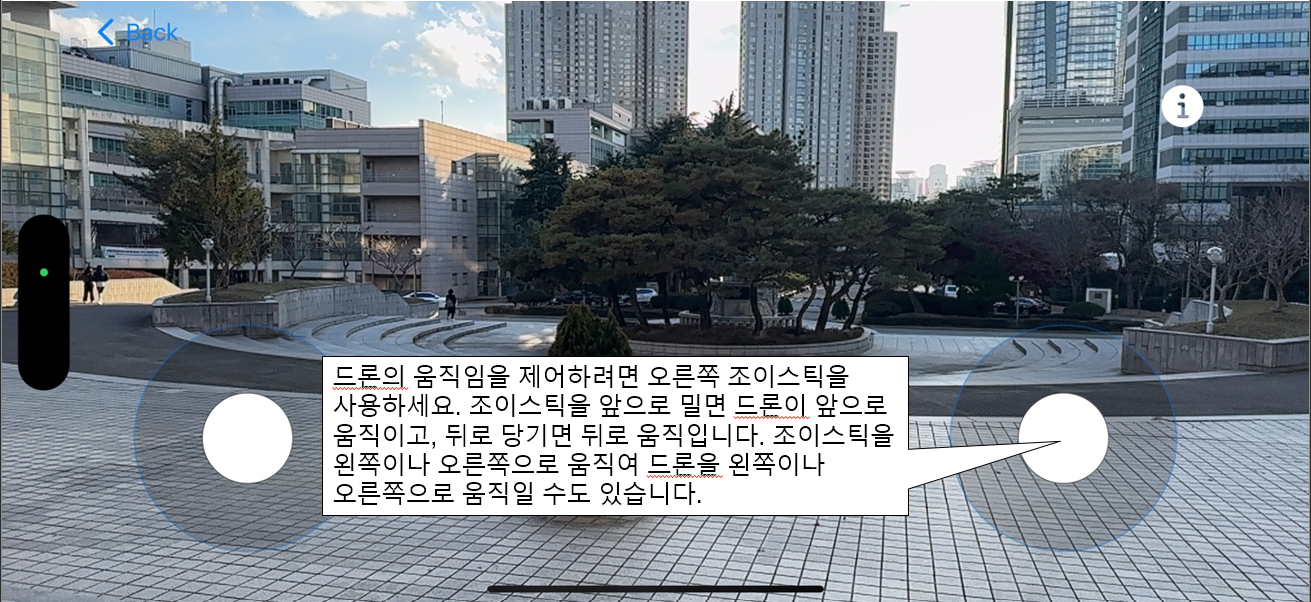 Back
드론의 움직임을 제어하려면 오른쪽 조이스틱을
사용하세요. 조이스틱을 앞으로 밀면 드론이 앞으로
움직이고, 뒤로 당기면 뒤로 움직입니다. 조이스틱을
왼쪽이나 오른쪽으로 움직여 드론을 왼쪽이나
오른쪽으로 움직일 수도 있습니다.